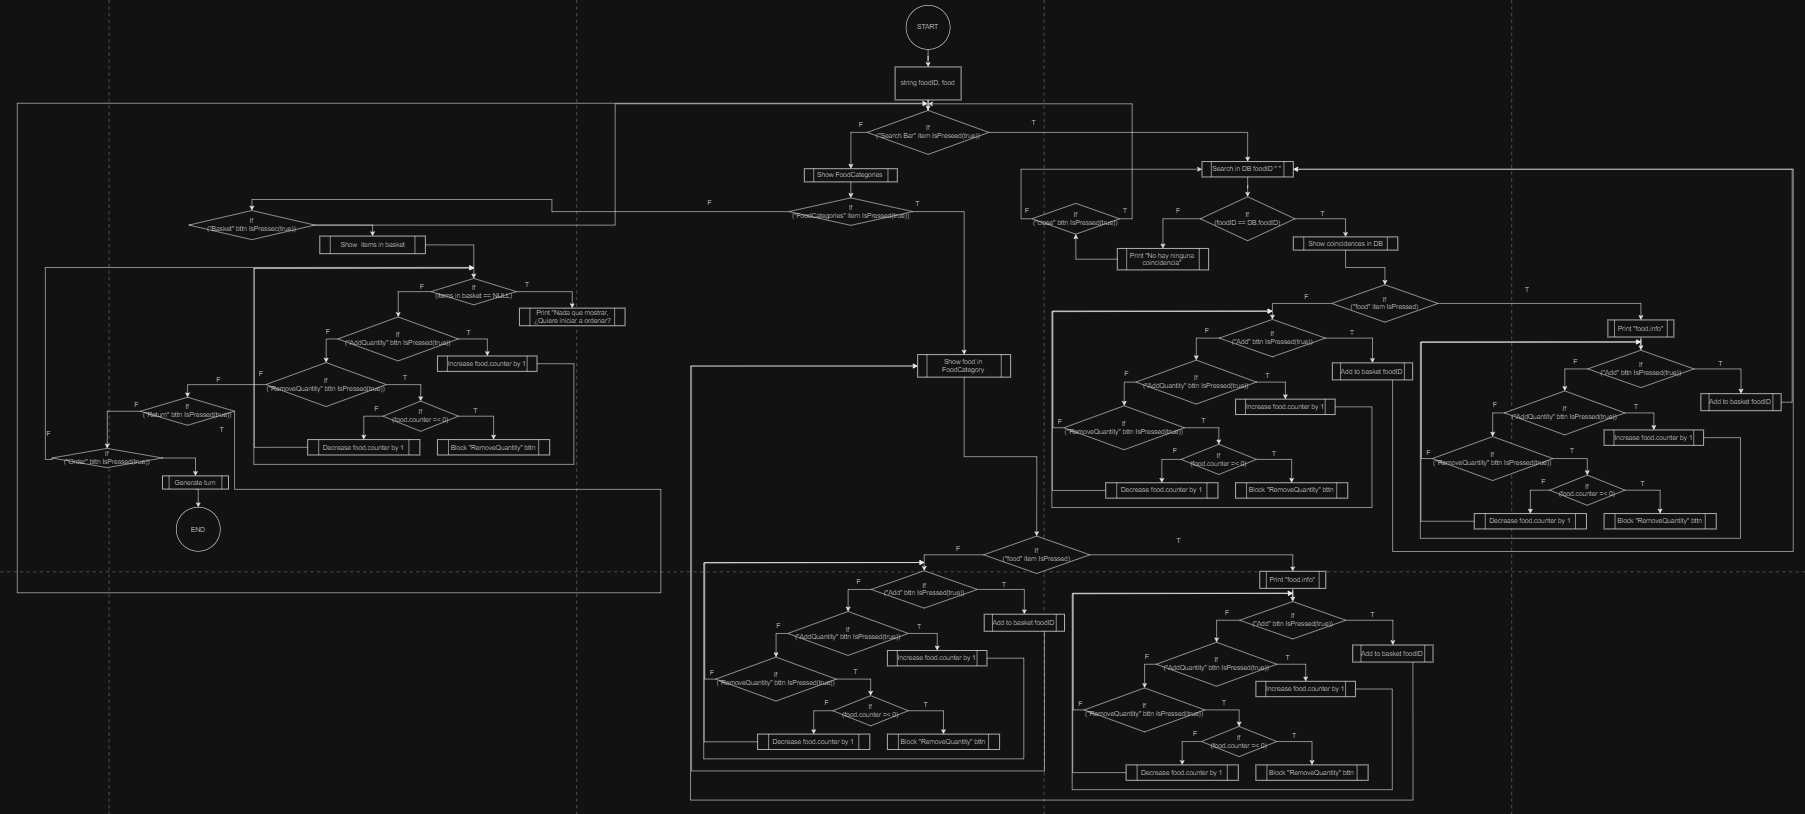 START
string foodID, food
If
("Search Bar" item IsPreseed(true))
F
T
Show FoodCategories
Search in DB foodID " "
If
("FoodCategories" item IsPressed(true))
F
T
If
("Basket" bttn IsPressec(true))
Show items in basket
If
("close" bttn IsPressed(true))
F
T
If
(foodID == DB.foodID)
F
T
Print "No hay ninguna
coincidencia"
Show coincidences in DB
If
(items in basket == NULL)
F
T
Print "Nada que mostrar,
¿Quiere iniciar a ordenar?
If
("AddQuantity" bttn IsPressed(true))
F
T
Increase food.counter by 1
If
("RemoveQuantity" bttn IsPressed(true))
F
T
If
(food.counter =< 0)
F
T
Decrease food.counter by 1
Block "RemoveQuantity" bttn
If
("Return" bttn IsPressed(true))
F
T
If
("Order" bttn IsPressed(true))
F
Generate turn
END
Show food in
FoodCategory
If
("food" item IsPressed)
F
T
If
("Add" bttn IsPressed(true))
F
T
Add to basket foodID
If
("AddQuantity" bttn IsPressed(true))
F
T
Increase food.counter by 1
If
("RemoveQuantity" bttn IsPressed(true))
F
T
If
(food.counter =< 0)
F
T
Decrease food.counter by 1
Block "RemoveQuantity" bttn
Print "food.info"
If
("Add" bttn IsPressed(true))
F
T
Add to basket foodID
If
("AddQuantity" bttn IsPressed(true))
F
T
Increase food.counter by 1
If
("RemoveQuantity" bttn IsPressed(true))
F
T
If
(food.counter =< 0)
F
T
Decrease food.counter by 1
Block "RemoveQuantity" bttn
If
("food" item IsPressed)
F
T
If
("Add" bttn IsPressed(true))
F
T
Add to basket foodID
If
("AddQuantity" bttn IsPressed(true))
F
T
Increase food.counter by 1
If
("RemoveQuantity" bttn IsPressed(true))
F
T
If
(food.counter =< 0)
F
T
Decrease food.counter by 1
Block "RemoveQuantity" bttn
Print "food.info"
If
("Add" bttn IsPressed(true))
F
T
Add to basket foodID
If
("AddQuantity" bttn IsPressed(true))
F
T
Increase food.counter by 1
If
("RemoveQuantity" bttn IsPressed(true))
F
T
If
(food.counter =< 0)
F
T
Decrease food.counter by 1
Block "RemoveQuantity" bttn